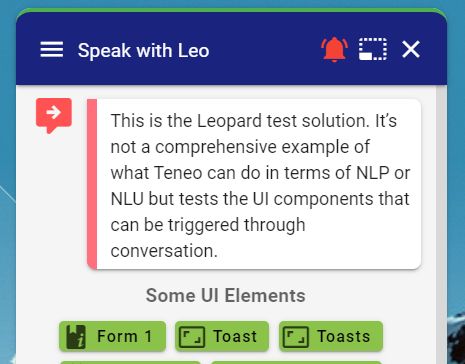 Speak with Leo
This is the Leopard test solution. It’s
not a comprehensive example of
what Teneo can do in terms of NLP or
NLU but tests the UI components that
can be triggered through
conversation.
Some UI Elements
Form 1 Toast Toasts